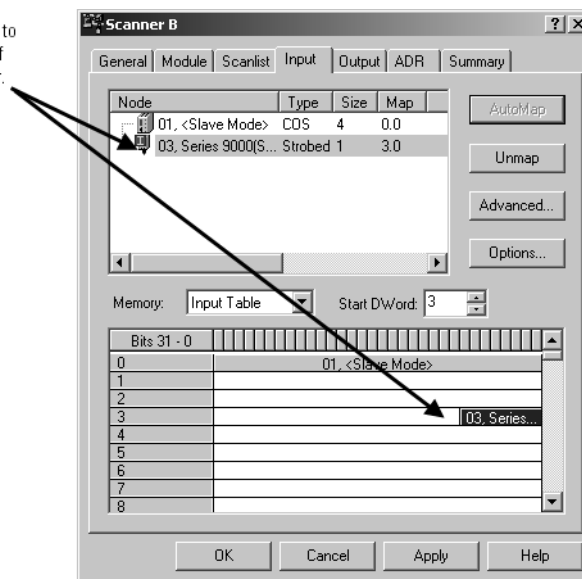 to
f
r.
Scanner B
General Module Scanlist Input Output ADR Summary
Node Type Size Map
01, <Slave Mode> COS 4 0.0
03, Series 9000(S... Strobed 1 3.0
AutoMap
Unmap
Advanced...
Options...
Memory: Input Table Start DWord: 3
Bits 31 - 0
0 01, <Slave Mode>
1
2
3 03, Series...
4
5
6
7
8
OK Cancel Apply Help